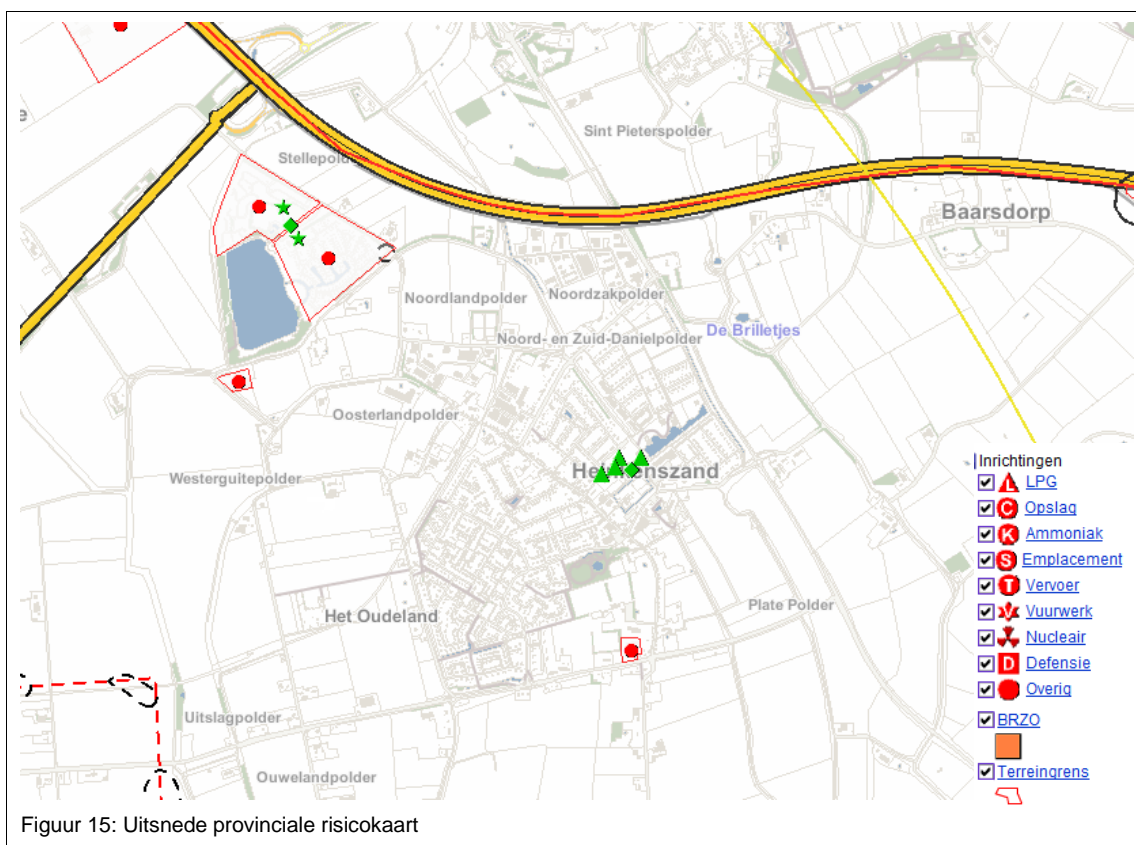 Sint Pieterspolder
Stellepolder
Baarsdorp
Noordlandpolder
Noordzakpolder
De Brilletjes
Noord- en Zuid-Danielpolder
Oosterlandpolder
Westerguitepolder
Het Oudeland
Plate Polder
Uitslagpolder
Ouwelandpolder
Inrichtingen
L LPG
C Opslag
K Ammoniak
S Emplacement
T Vervoer
V Vuurwerk
Nucleair
D Defensie
Overig
BRZO
Terreingrens
Figuur 15: Uitsnede provinciale risicokaart